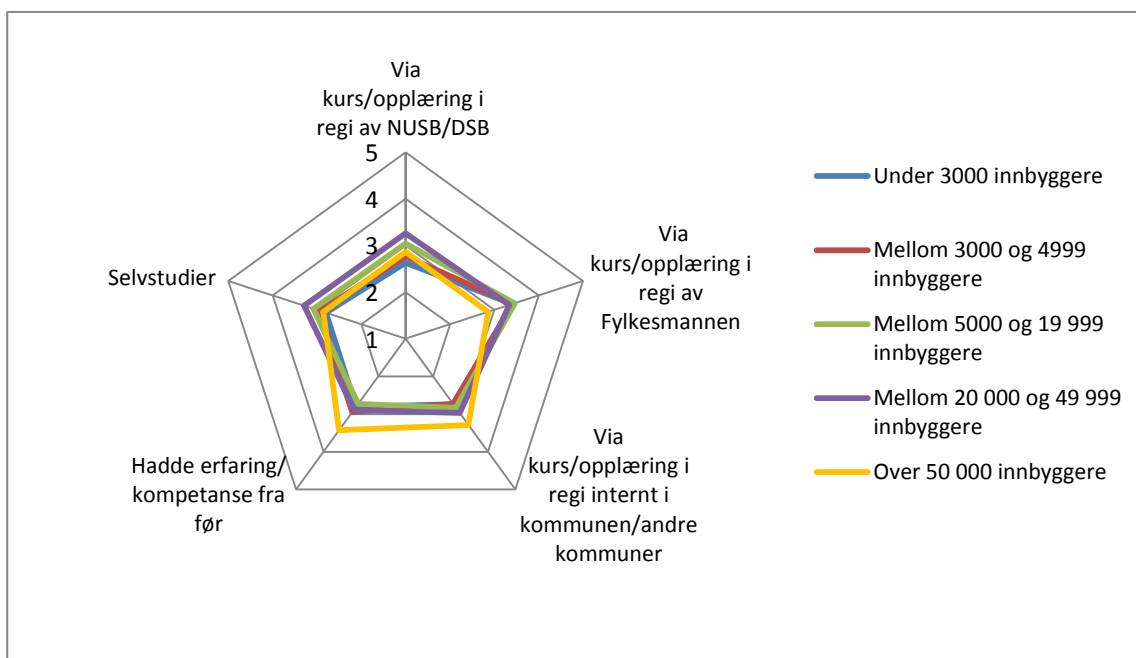 Via
kurs/opplæring i
regi av NUSB/DSB
5
4
3
2
1
Via
kurs/opplæring i
regi av
Fylkesmannen
Via
kurs/opplæring i
regi internt i
kommunen/andre
kommuner
Hadde erfaring/
kompetanse fra
før
Selvstudier
Under 3000 innbyggere
Mellom 3000 og 4999
innbyggere
Mellom 5000 og 19 999
innbyggere
Mellom 20 000 og 49 999
innbyggere
Over 50 000 innbyggere